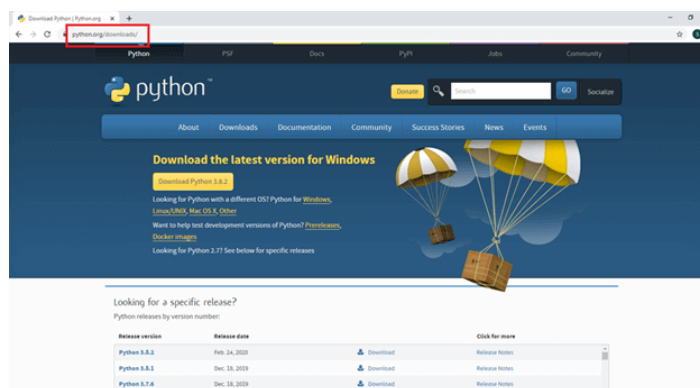 Download Python | Python.org
python.org/downloads/
Python PSF Docs PyPI Jobs Community
python™
Donate Search GO Socialize
About Downloads Documentation Community Success Stories News Events
Download the latest version for Windows
Download Python 3.8.2
Looking for Python with a different OS? Python for Windows,
Linux/UNIX, Mac OS X, Other
Want to help test development versions of Python? Prereleases,
Docker images
Looking for Python 2.7? See below for specific releases
Looking for a specific release?
Python releases by version number:
Release version Release date Click for more
Python 3.8.2 Feb. 24, 2020 Download Release Notes
Python 3.8.1 Dec. 18, 2019 Download Release Notes
Python 3.7.6 Dec. 18, 2019 Download Release Notes